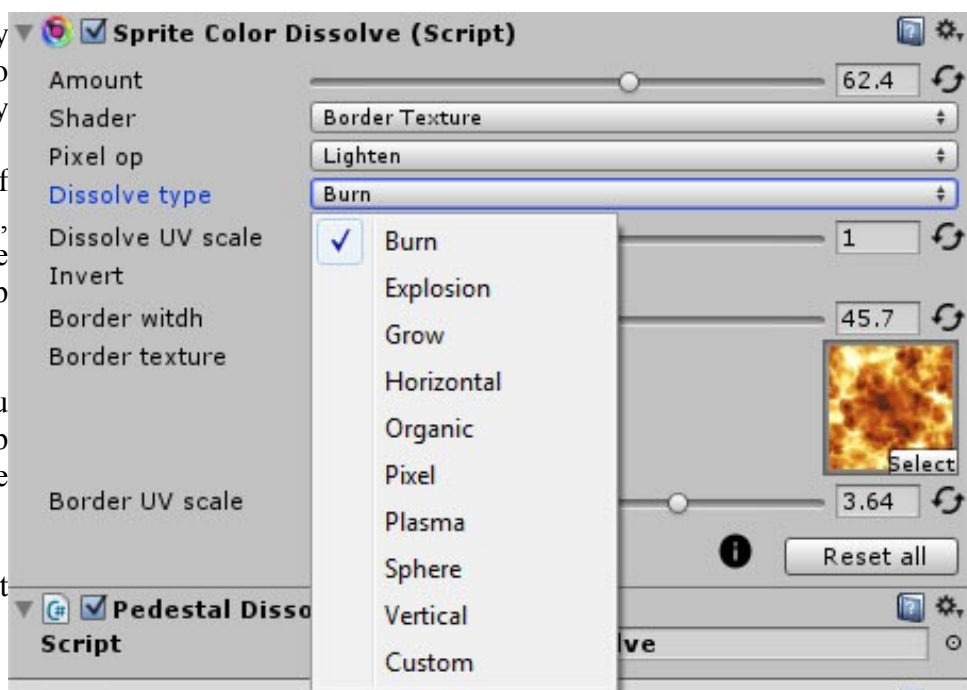 y
Sprite Color Dissolve (Script)
o
Amount 62.4
y
Shader Border Texture
Pixel op Lighten
f
Dissolve type Burn
,
Dissolve UV scale 1
Burn
e
Invert
Explosion
Border witdh 45.7
Grow
Border texture
Horizontal
u
Organic
Select
e
Pixel
Border UV scale 3.64
Plasma
Reset all
Sphere
t
Pedestal Disso
Vertical
Script lve
Custom